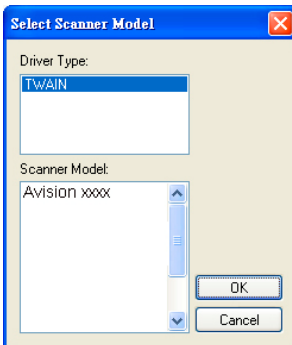 Select Scanner Model
Driver Type:
TWAIN
Scanner Model:
Avision xxxx
OK
Cancel